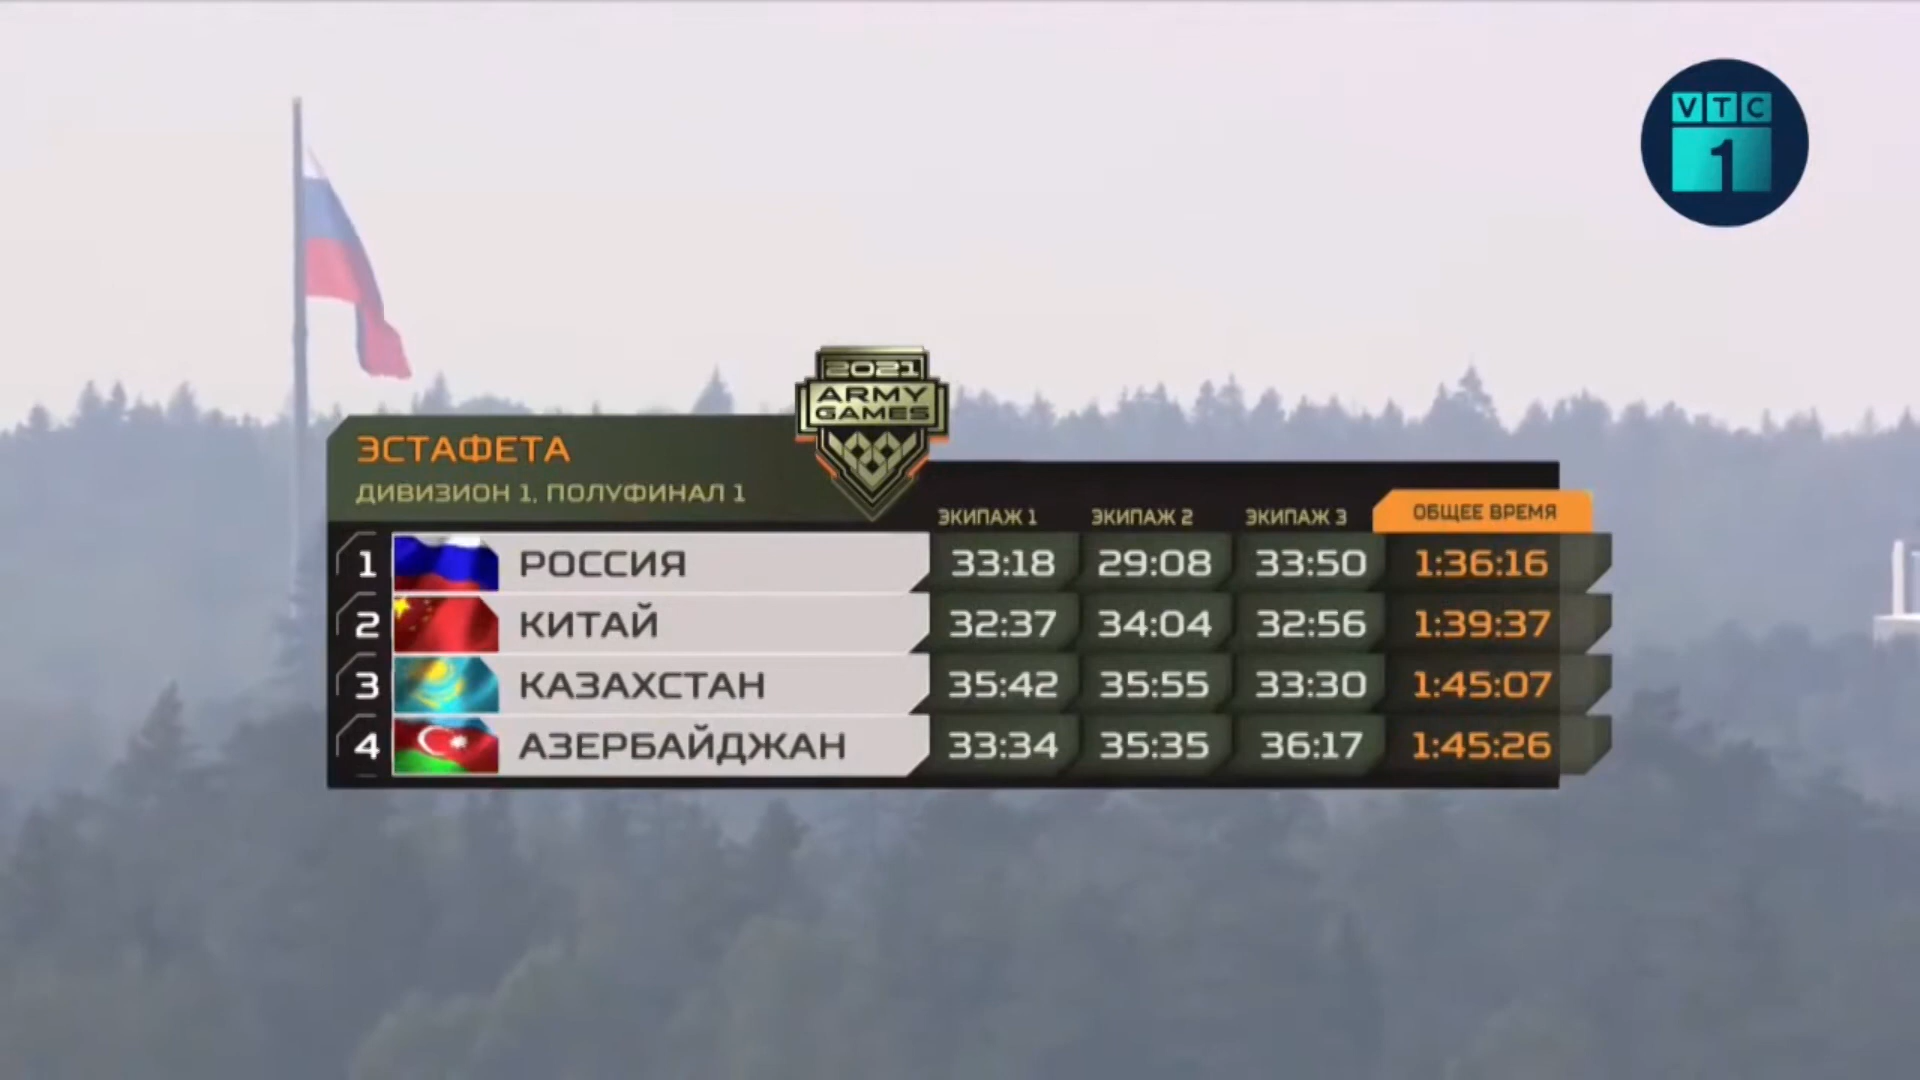 VTC
1
2021
ARMY
GAMES
ЭСТАФЕТА
ДИВИЗИОН 1, ПОЛУФИНАЛ 1
ЭКИПАЖ 1 ЭКИПАЖ 2 ЭКИПАЖ 3 ОБЩЕЕ ВРЕМЯ
1 РОССИЯ 33:18 29:08 33:50 1:36:16
2 КИТАЙ 32:37 34:04 32:56 1:39:37
3 КАЗАХСТАН 35:42 35:55 33:30 1:45:07
4 АЗЕРБАЙДЖАН 33:34 35:35 36:17 1:45:26